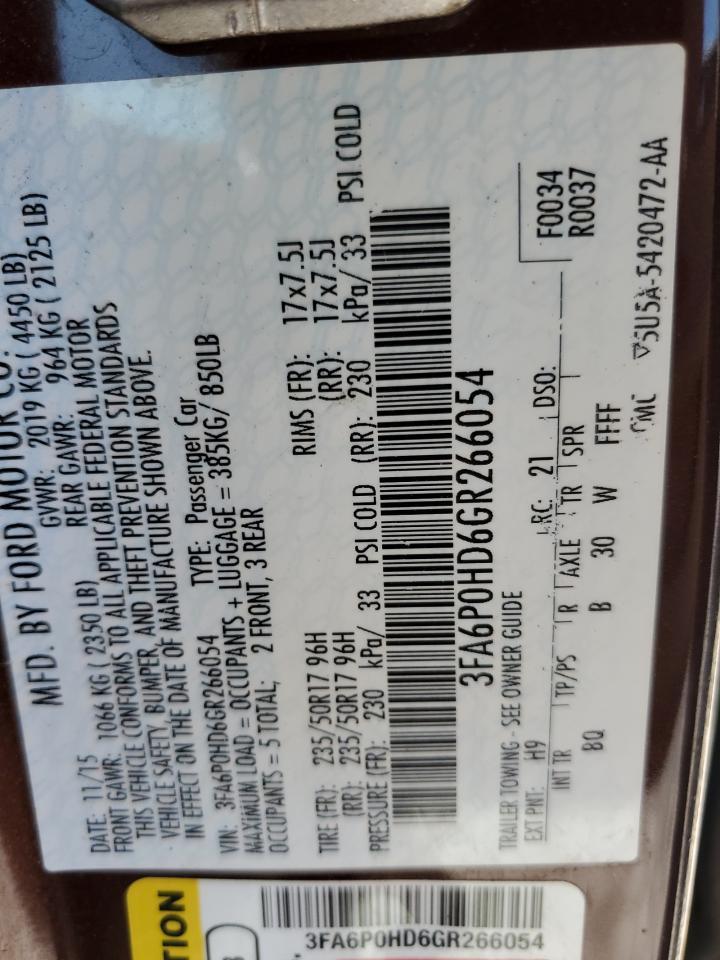 MFD. BY FORD MOTOR CO.
DATE: 11/15 GVWR: 2019 KG ( 4450 LB)
FRONT GAWR: 1066 KG ( 2350 LB) REAR GAWR: 964 KG ( 2125 LB)
THIS VEHICLE CONFORMS TO ALL APPLICABLE FEDERAL MOTOR
VEHICLE SAFETY, BUMPER, AND THEFT PREVENTION STANDARDS
IN EFFECT ON THE DATE OF MANUFACTURE SHOWN ABOVE.
VIN: 3FA6P0HD6GR266054 TYPE: Passenger Car
MAXIMUM LOAD = OCCUPANTS + LUGGAGE = 385KG/ 850LB
OCCUPANTS = 5 TOTAL; 2 FRONT, 3 REAR
TIRE (FR): 235/50R17 96H RIMS (FR): 17x7.5J
(RR): 235/50R17 96H (RR): 17x7.5J
PRESSURE (FR): 230 kPa/ 33 PSI COLD (RR): 230 kPa/ 33 PSI COLD
3FA6P0HD6GR266054
TRAILER TOWING - SEE OWNER GUIDE
EXT PNT: H9 RC: 21 DSO: F0034
R0037
INT TR TP/PS R AXLE TR SPR
BQ B 30 W FFFF
5U5A-5420472-AA
TION
3FA6P0HD6GR266054